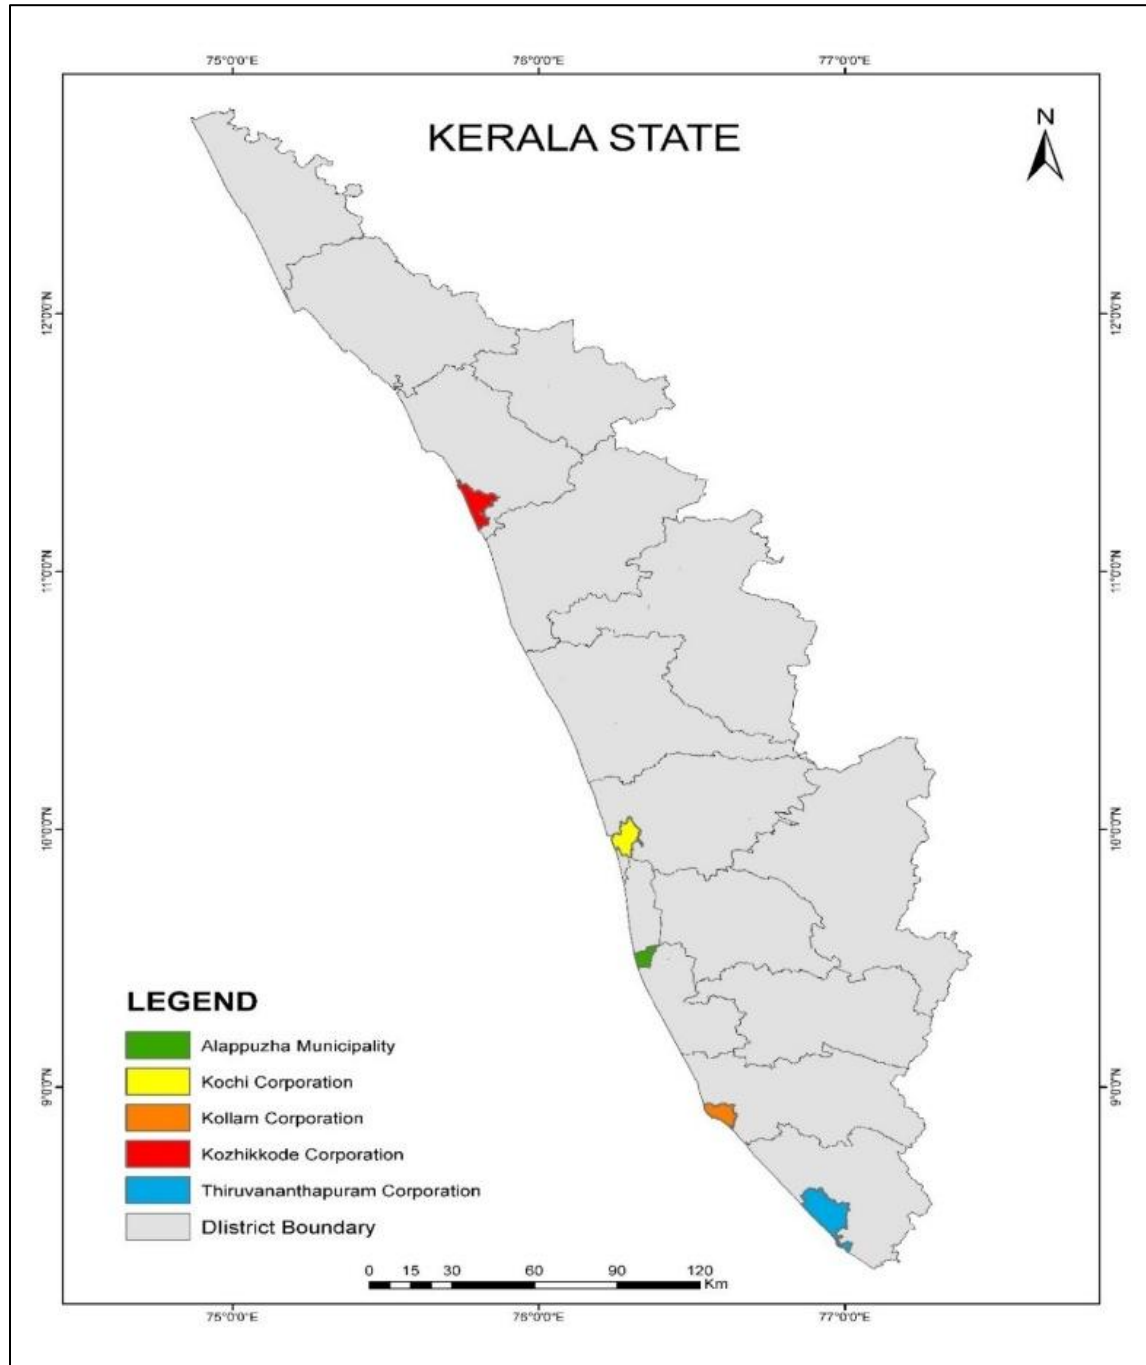 75°0'0"E 76°0'0"E 77°0'0"E
KERALA STATE
N
12°0'0"N 12°0'0"N
11°0'0"N 11°0'0"N
10°0'0"N 10°0'0"N
9°0'0"N 9°0'0"N
LEGEND
Alappuzha Municipality
Kochi Corporation
Kollam Corporation
Kozhikkode Corporation
Thiruvananthapuram Corporation
DIistrict Boundary
0 15 30 60 90 120
Km
75°0'0"E 76°0'0"E 77°0'0"E